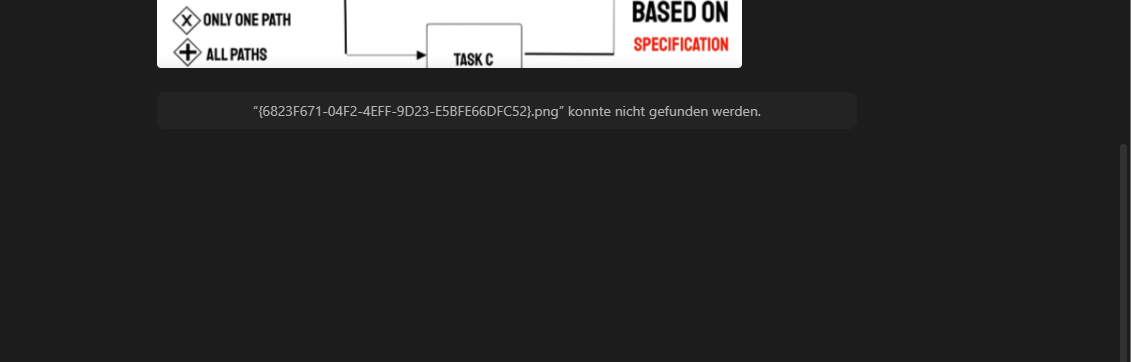 ONLY ONE PATH
ALL PATHS
TASK C
BASED ON
SPECIFICATION
“{6823F671-04F2-4EFF-9D23-E5BFE66DFC52}.png” konnte nicht gefunden werden.